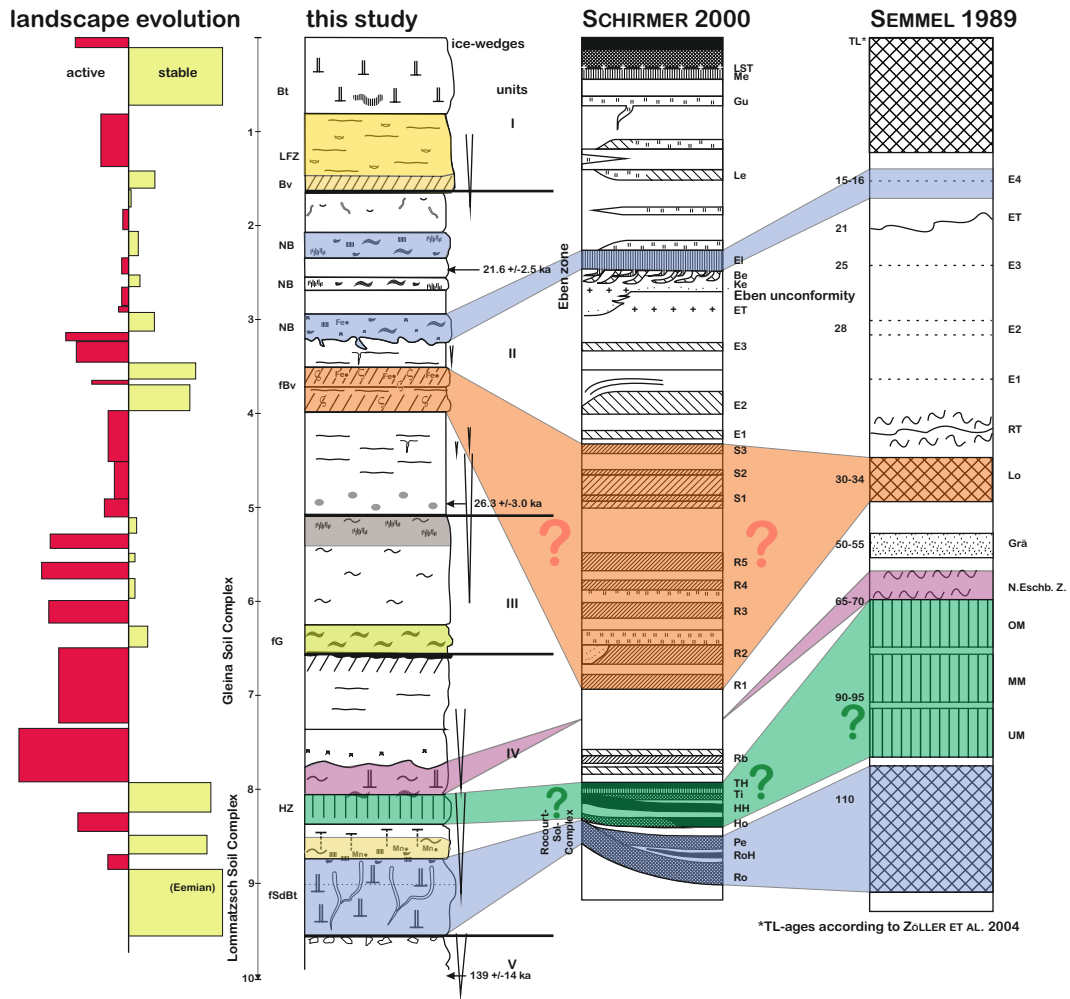 landscape evolution
this study
SCHIRMER 2000
SEMMEL 1989
active
stable
(Eemian)
1
2
3
4
5
6
7
8
9
10
Gleina Soil Complex
Lommatzsch Soil Complex
ice-wedges
units
Bt
LFZ
Bv
NB
NB
NB
fBv
fG
HZ
fSdBt
I
II
III
IV
V
Fe
Fe
Fe
Fe
Mn
Mn
21.6 +/-2.5 ka
26.3 +/-3.0 ka
139 +/-14 ka
Eben zone
Rocourt-
Sol-
Complex
LST
Me
Gu
Le
El
Be
Ke
Eben unconformity
ET
E3
E2
E1
S3
S2
S1
R5
R4
R3
R2
R1
Rb
TH
Ti
HH
Ho
Pe
RoH
Ro
?
?
?
?
?
TL*
15-16
21
25
28
30-34
50-55
65-70
90-95
110
E4
ET
E3
E2
E1
RT
Lo
Grä
N.Eschb. Z.
OM
MM
UM
*TL-ages according to ZÖLLER ET AL. 2004